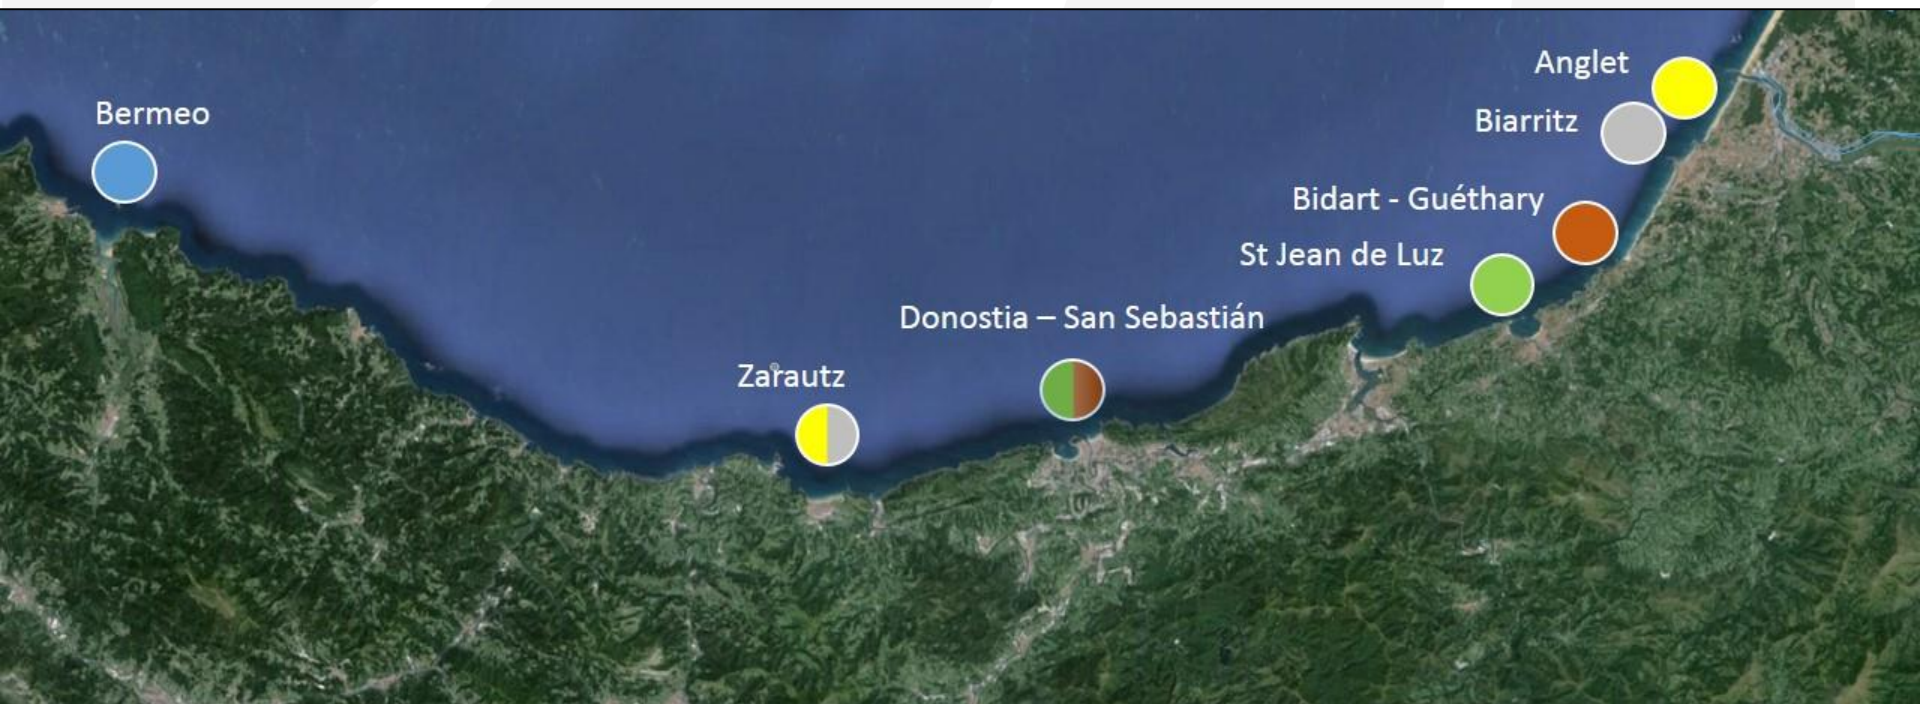 Anglet
Bermeo
Biarritz
Bidart - Guéthary
St Jean de Luz
Donostia – San Sebastián
Zarautz